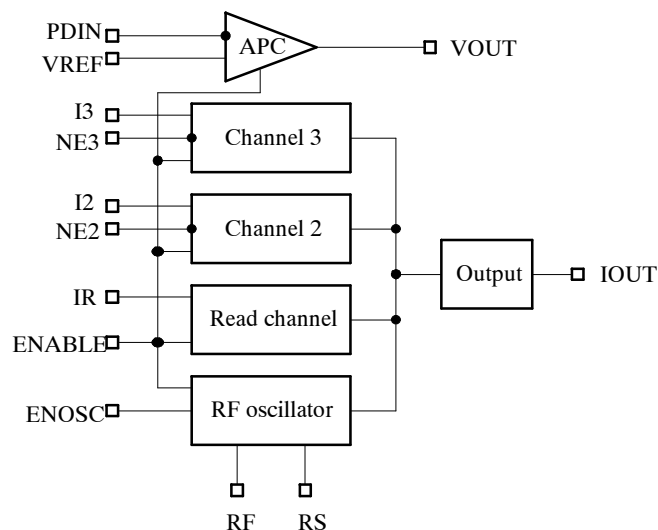 PDIN
VREF
APC
VOUT
I3
NE3
Channel 3
I2
NE2
Channel 2
Output
IOUT
IR
Read channel
ENABLE
ENOSC
RF oscillator
RF
RS